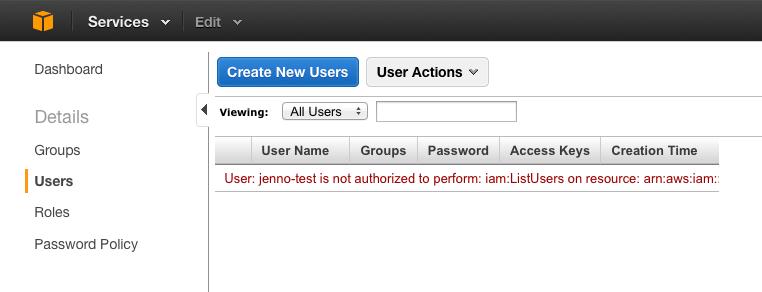 Services Edit
Dashboard
Create New Users User Actions
Details
Viewing: All Users
Groups
User Name Groups Password Access Keys Creation Time
Users
User: jenno-test is not authorized to perform: iam:ListUsers on resource: arn:aws:iam::
Roles
Password Policy